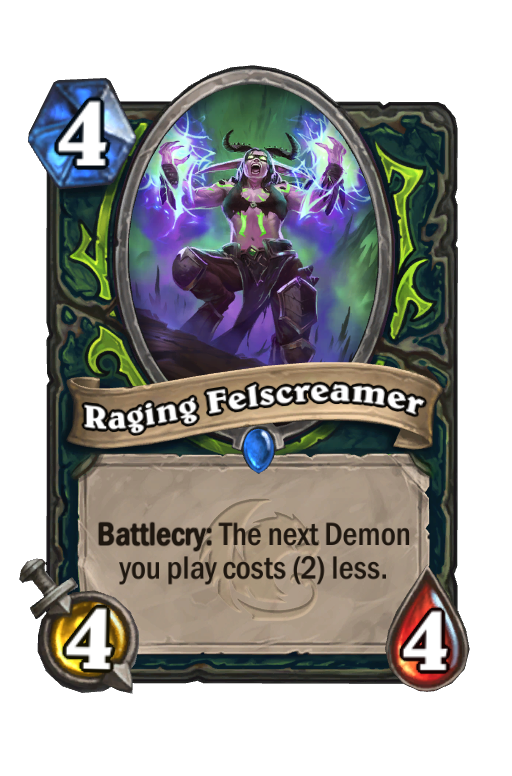 4
Raging Felscreamer
Battlecry: The next Demon
you play costs (2) less.
4
4